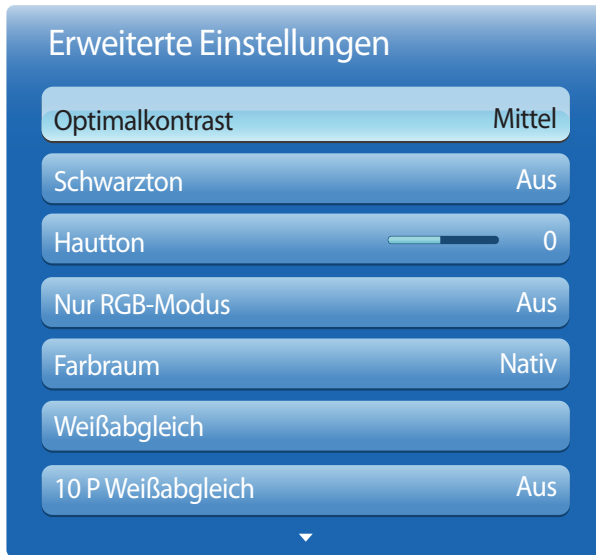 Erweiterte Einstellungen
Optimalkontrast Mittel
Schwarzton Aus
Hautton 0
Nur RGB-Modus Aus
Farbraum Nativ
Weißabgleich
10 P Weißabgleich Aus